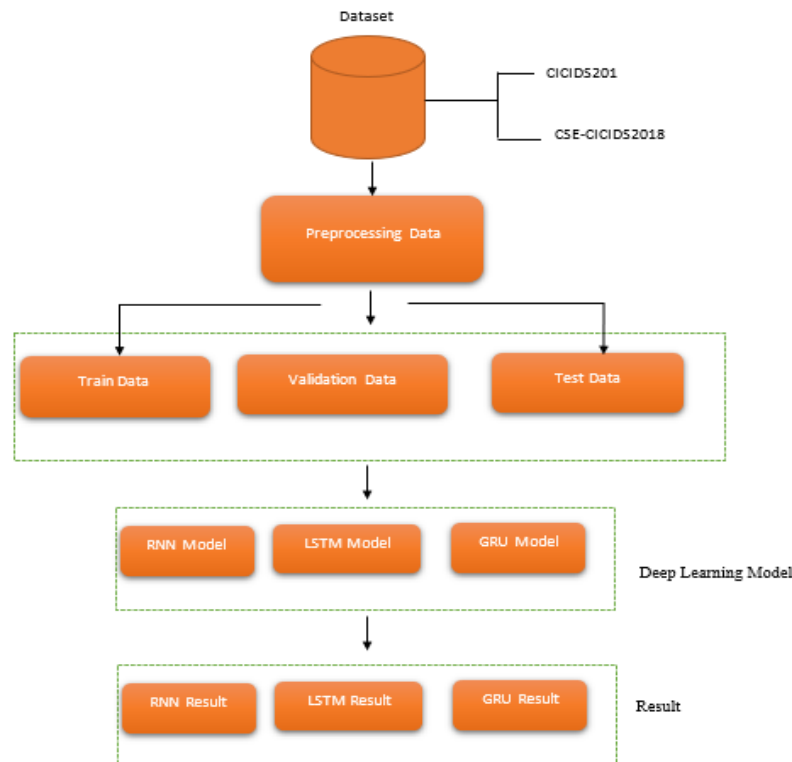 Dataset
CICIDS201
CSE-CICIDS2018
Preprocessing Data
Train Data
Validation Data
Test Data
RNN Model
LSTM Model
GRU Model
Deep Learning Model
RNN Result
LSTM Result
GRU Result
Result